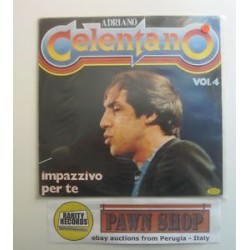 ADRIANO
Celentano
VOL. 4
impazzivo
per te
RARITY
RECORDS
PAWN SHOP
ebay auctions from Perugia - Italy